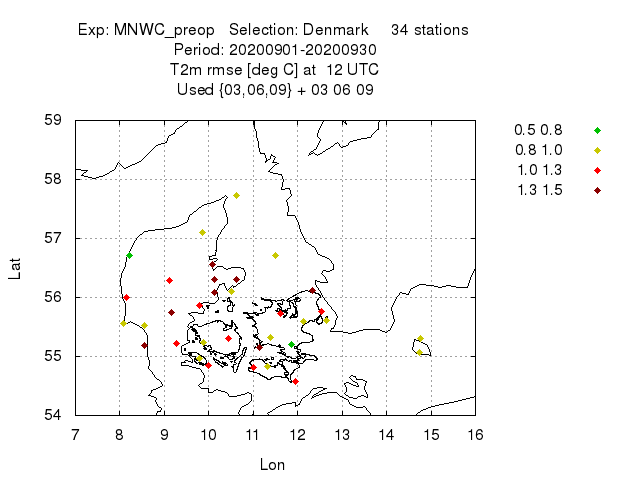 Exp: MNWC_preop Selection: Denmark 34 stations
Period: 20200901-20200930
T2m rmse [deg C] at 12 UTC
Used {03,06,09} + 03 06 09
0.5 0.8
0.8 1.0
1.0 1.3
1.3 1.5
59
58
57
56
55
54
Lat
7 8 9 10 11 12 13 14 15 16
Lon